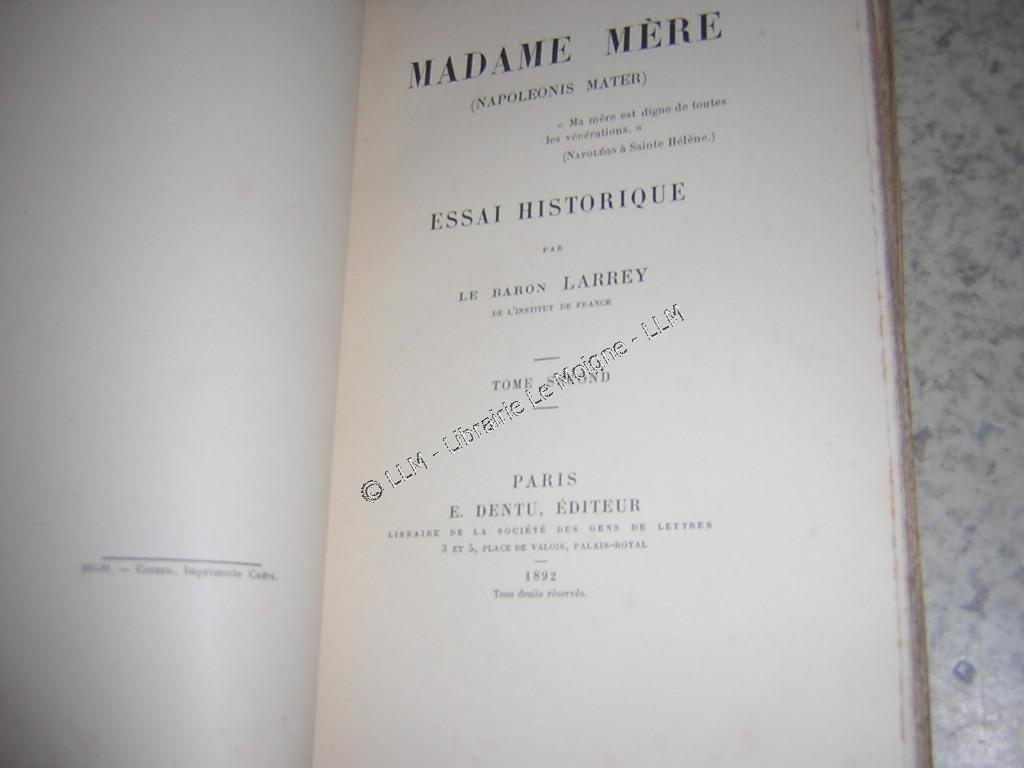 — Corbeil. Imprimerie Crété.
MADAME MÈRE
(NAPOLEONIS MATER)
« Ma mère est digne de toutes
les vénérations. »
(NAPOLÉON à Sainte Hélène.)
ESSAI HISTORIQUE
PAR
LE BARON LARREY
DE L'INSTITUT DE FRANCE
TOME SECOND
© LLM - Librairie Le Moigne - LLM
PARIS
E. DENTU, ÉDITEUR
LIBRAIRE DE LA SOCIÉTÉ DES GENS DE LETTRES
3 ET 5, PLACE DE VALOIS, PALAIS-ROYAL
1892
Tous droits réservés.